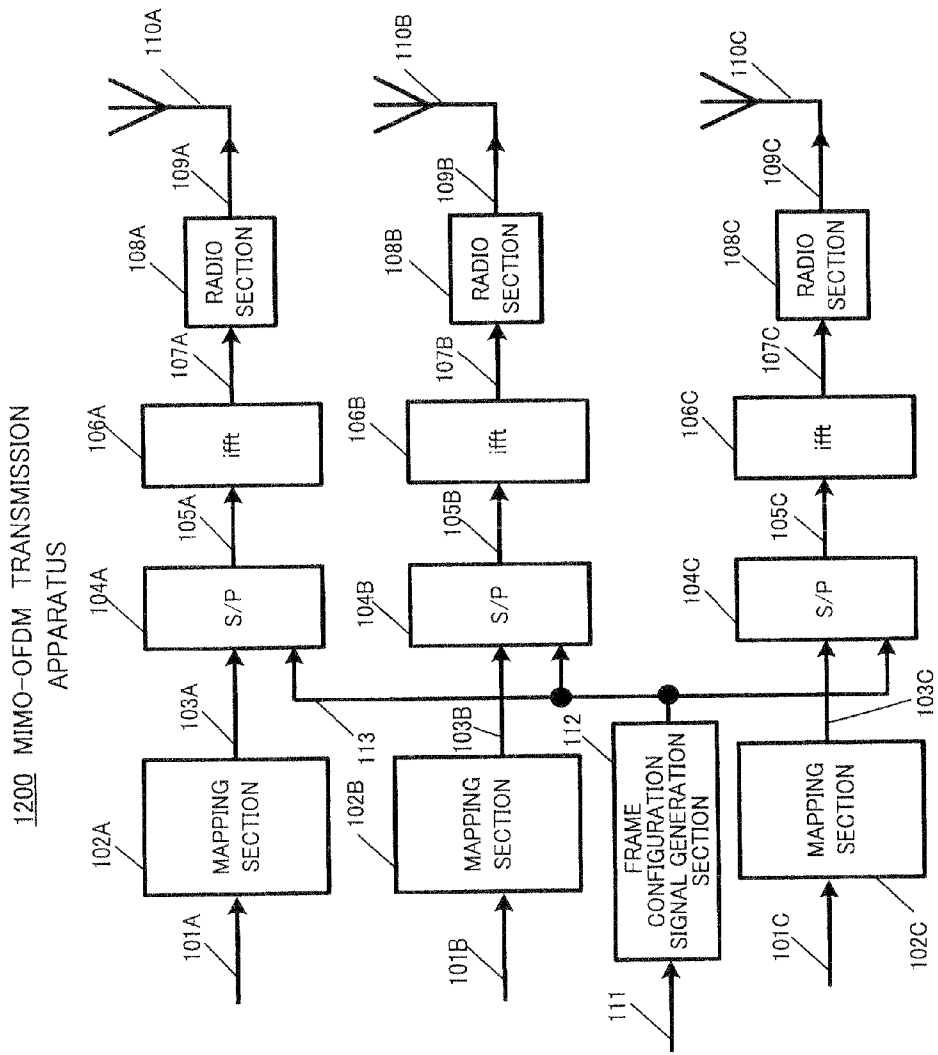 1200 MIMO-OFDM TRANSMISSION
APPARATUS
101A
102A
MAPPING
SECTION
103A
104A
S/P
105A
106A
ifft
107A
108A
RADIO
SECTION
109A
110A
113
101B
102B
MAPPING
SECTION
103B
104B
S/P
105B
106B
ifft
107B
108B
RADIO
SECTION
109B
110B
111
112
FRAME
CONFIGURATION
SIGNAL GENERATION
SECTION
101C
102C
MAPPING
SECTION
103C
104C
S/P
105C
106C
ifft
107C
108C
RADIO
SECTION
109C
110C